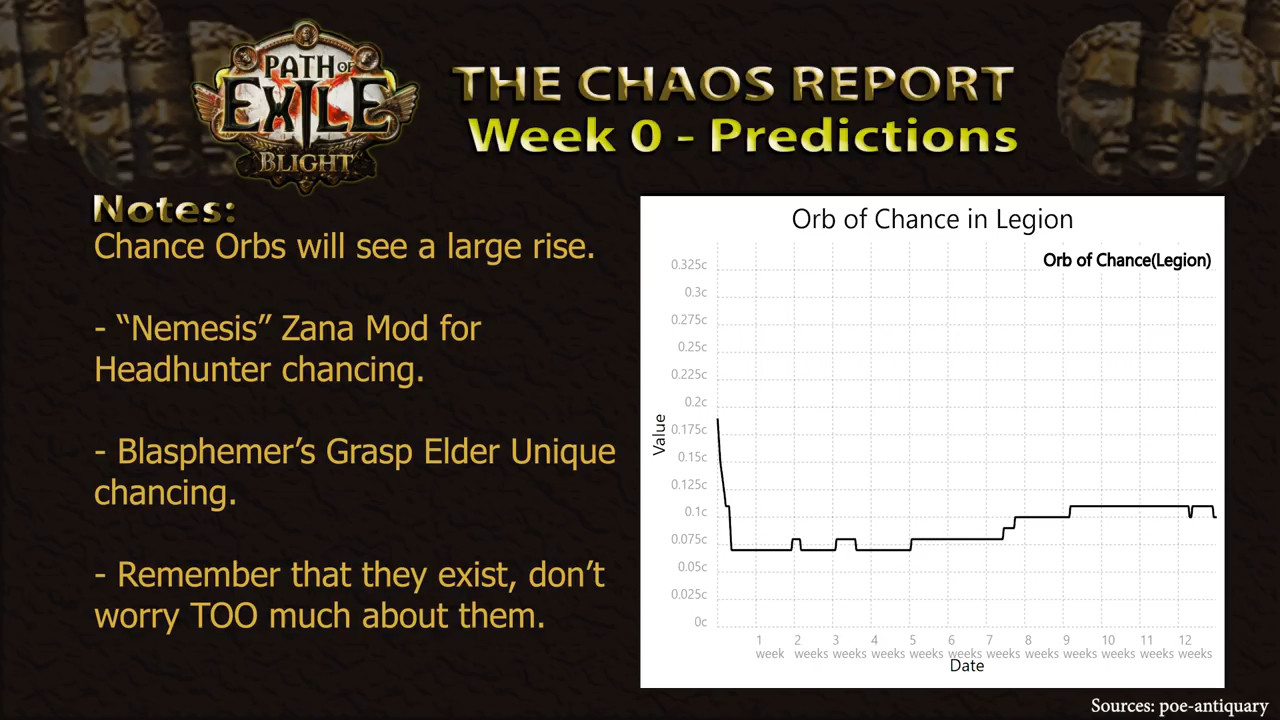 PATH OF
EXILE
BLIGHT
THE CHAOS REPORT
Week 0 - Predictions
Notes:
Chance Orbs will see a large rise.
- “Nemesis” Zana Mod for
Headhunter chancing.
- Blasphemer’s Grasp Elder Unique
chancing.
- Remember that they exist, don’t
worry TOO much about them.
Orb of Chance in Legion
Orb of Chance(Legion)
0.325c
0.3c
0.275c
0.25c
0.225c
0.2c
0.175c
0.15c
0.125c
0.1c
0.075c
0.05c
0.025c
0c
Value
1 week
2 weeks
3 weeks
4 weeks
5 weeks
6 weeks
7 weeks
8 weeks
9 weeks
10 weeks
11 weeks
12 weeks
Date
Sources: poe-antiquary